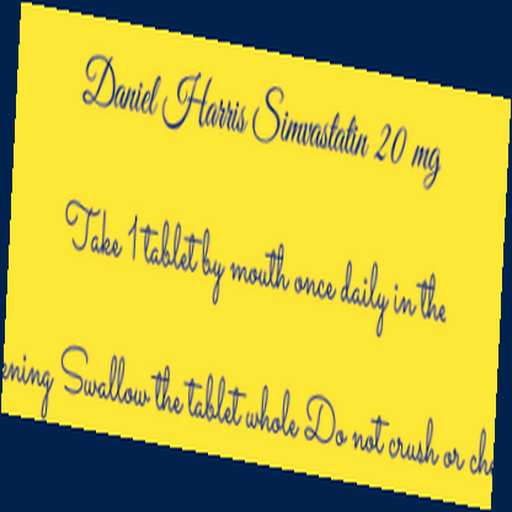 Daniel Harris Simvastatin 20 mg
Take 1 tablet by mouth once daily in the
Swallow the tablet whole Do not crush or